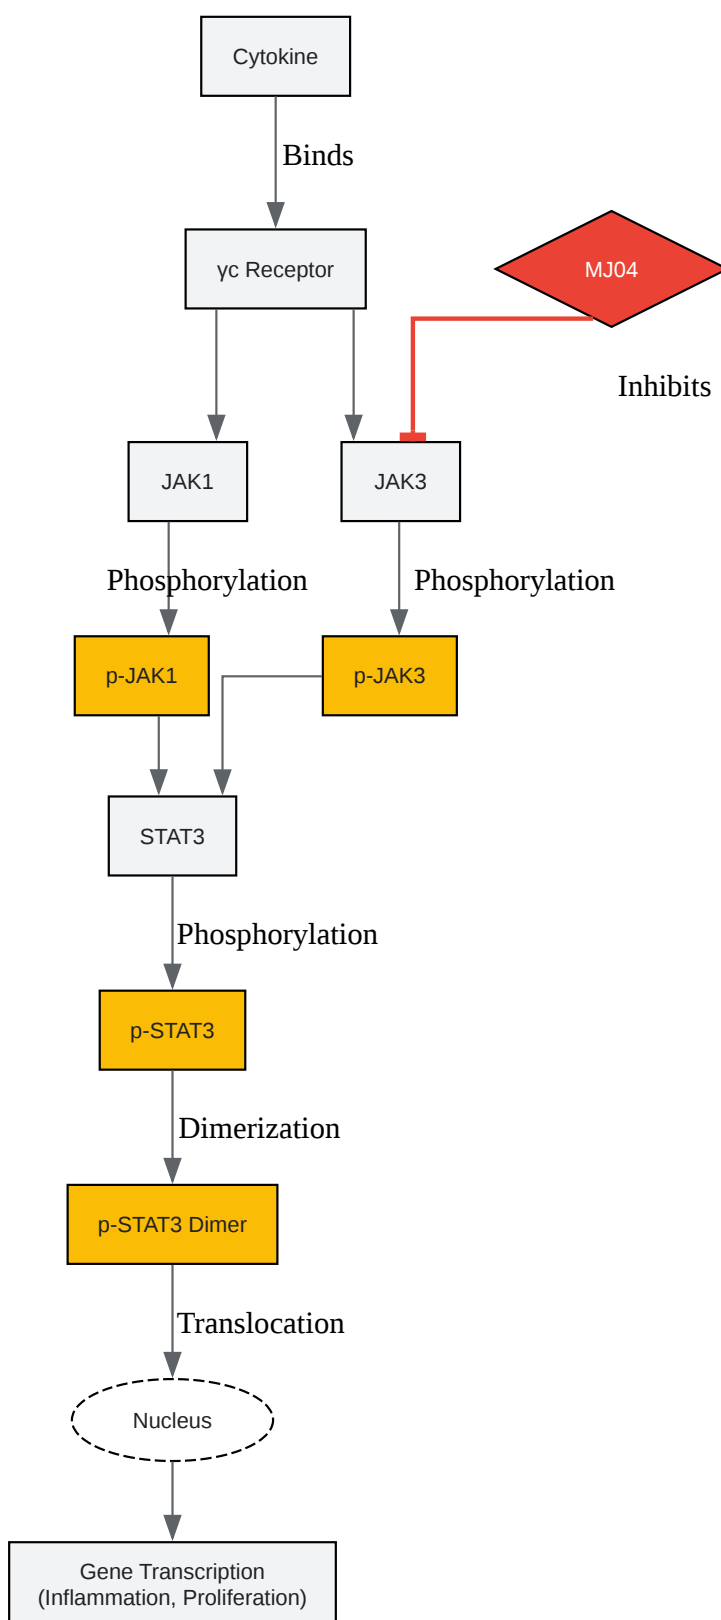 Cytokine
Binds
γc Receptor
MJ04
Inhibits
JAK1
JAK3
Phosphorylation
Phosphorylation
p-JAK1
p-JAK3
STAT3
Phosphorylation
p-STAT3
Dimerization
p-STAT3 Dimer
Translocation
Nucleus
Gene Transcription
(Inflammation, Proliferation)